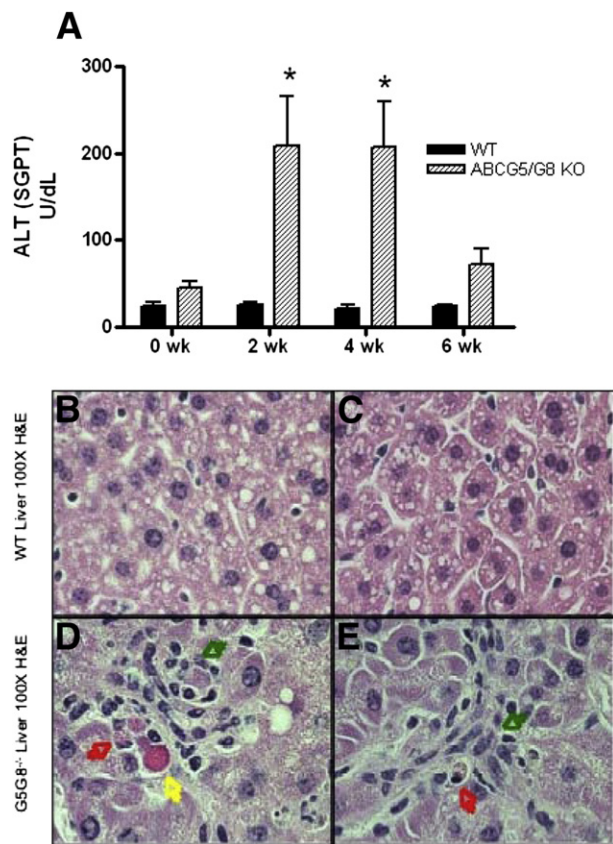 A
300
200
100
0
ALT (SGPT)
U/dL
*
*
WT
ABCG5/G8 KO
0 wk
2 wk
4 wk
6 wk
WT Liver 100X H&E
B
C
G5G8-/- Liver 100X H&E
D
E